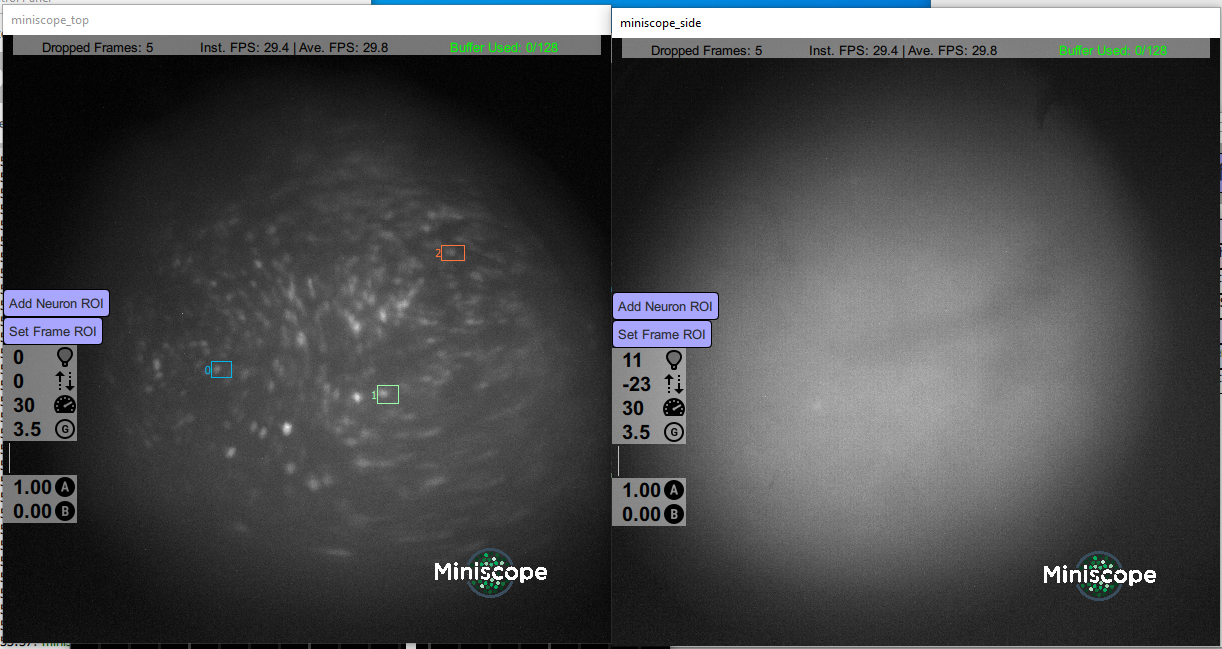 miniscope_top
Dropped Frames: 5 Inst. FPS: 29.4 | Ave. FPS: 29.8 Buffer Used: 0/128
2
Add Neuron ROI
Set Frame ROI
0
0
0
1
30
3.5 G
1.00 A
0.00 B
Miniscope
miniscope_side
Dropped Frames: 5 Inst. FPS: 29.4 | Ave. FPS: 29.8 Buffer Used: 0/128
Add Neuron ROI
Set Frame ROI
11
-23
30
3.5 G
1.00 A
0.00 B
Miniscope